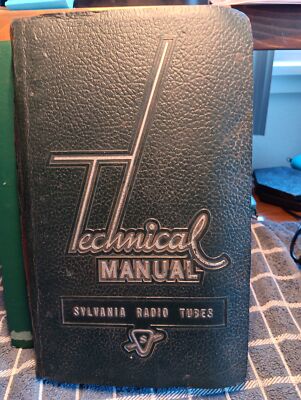 Technical
MANUAL
SYLVANIA RADIO TUBES
S